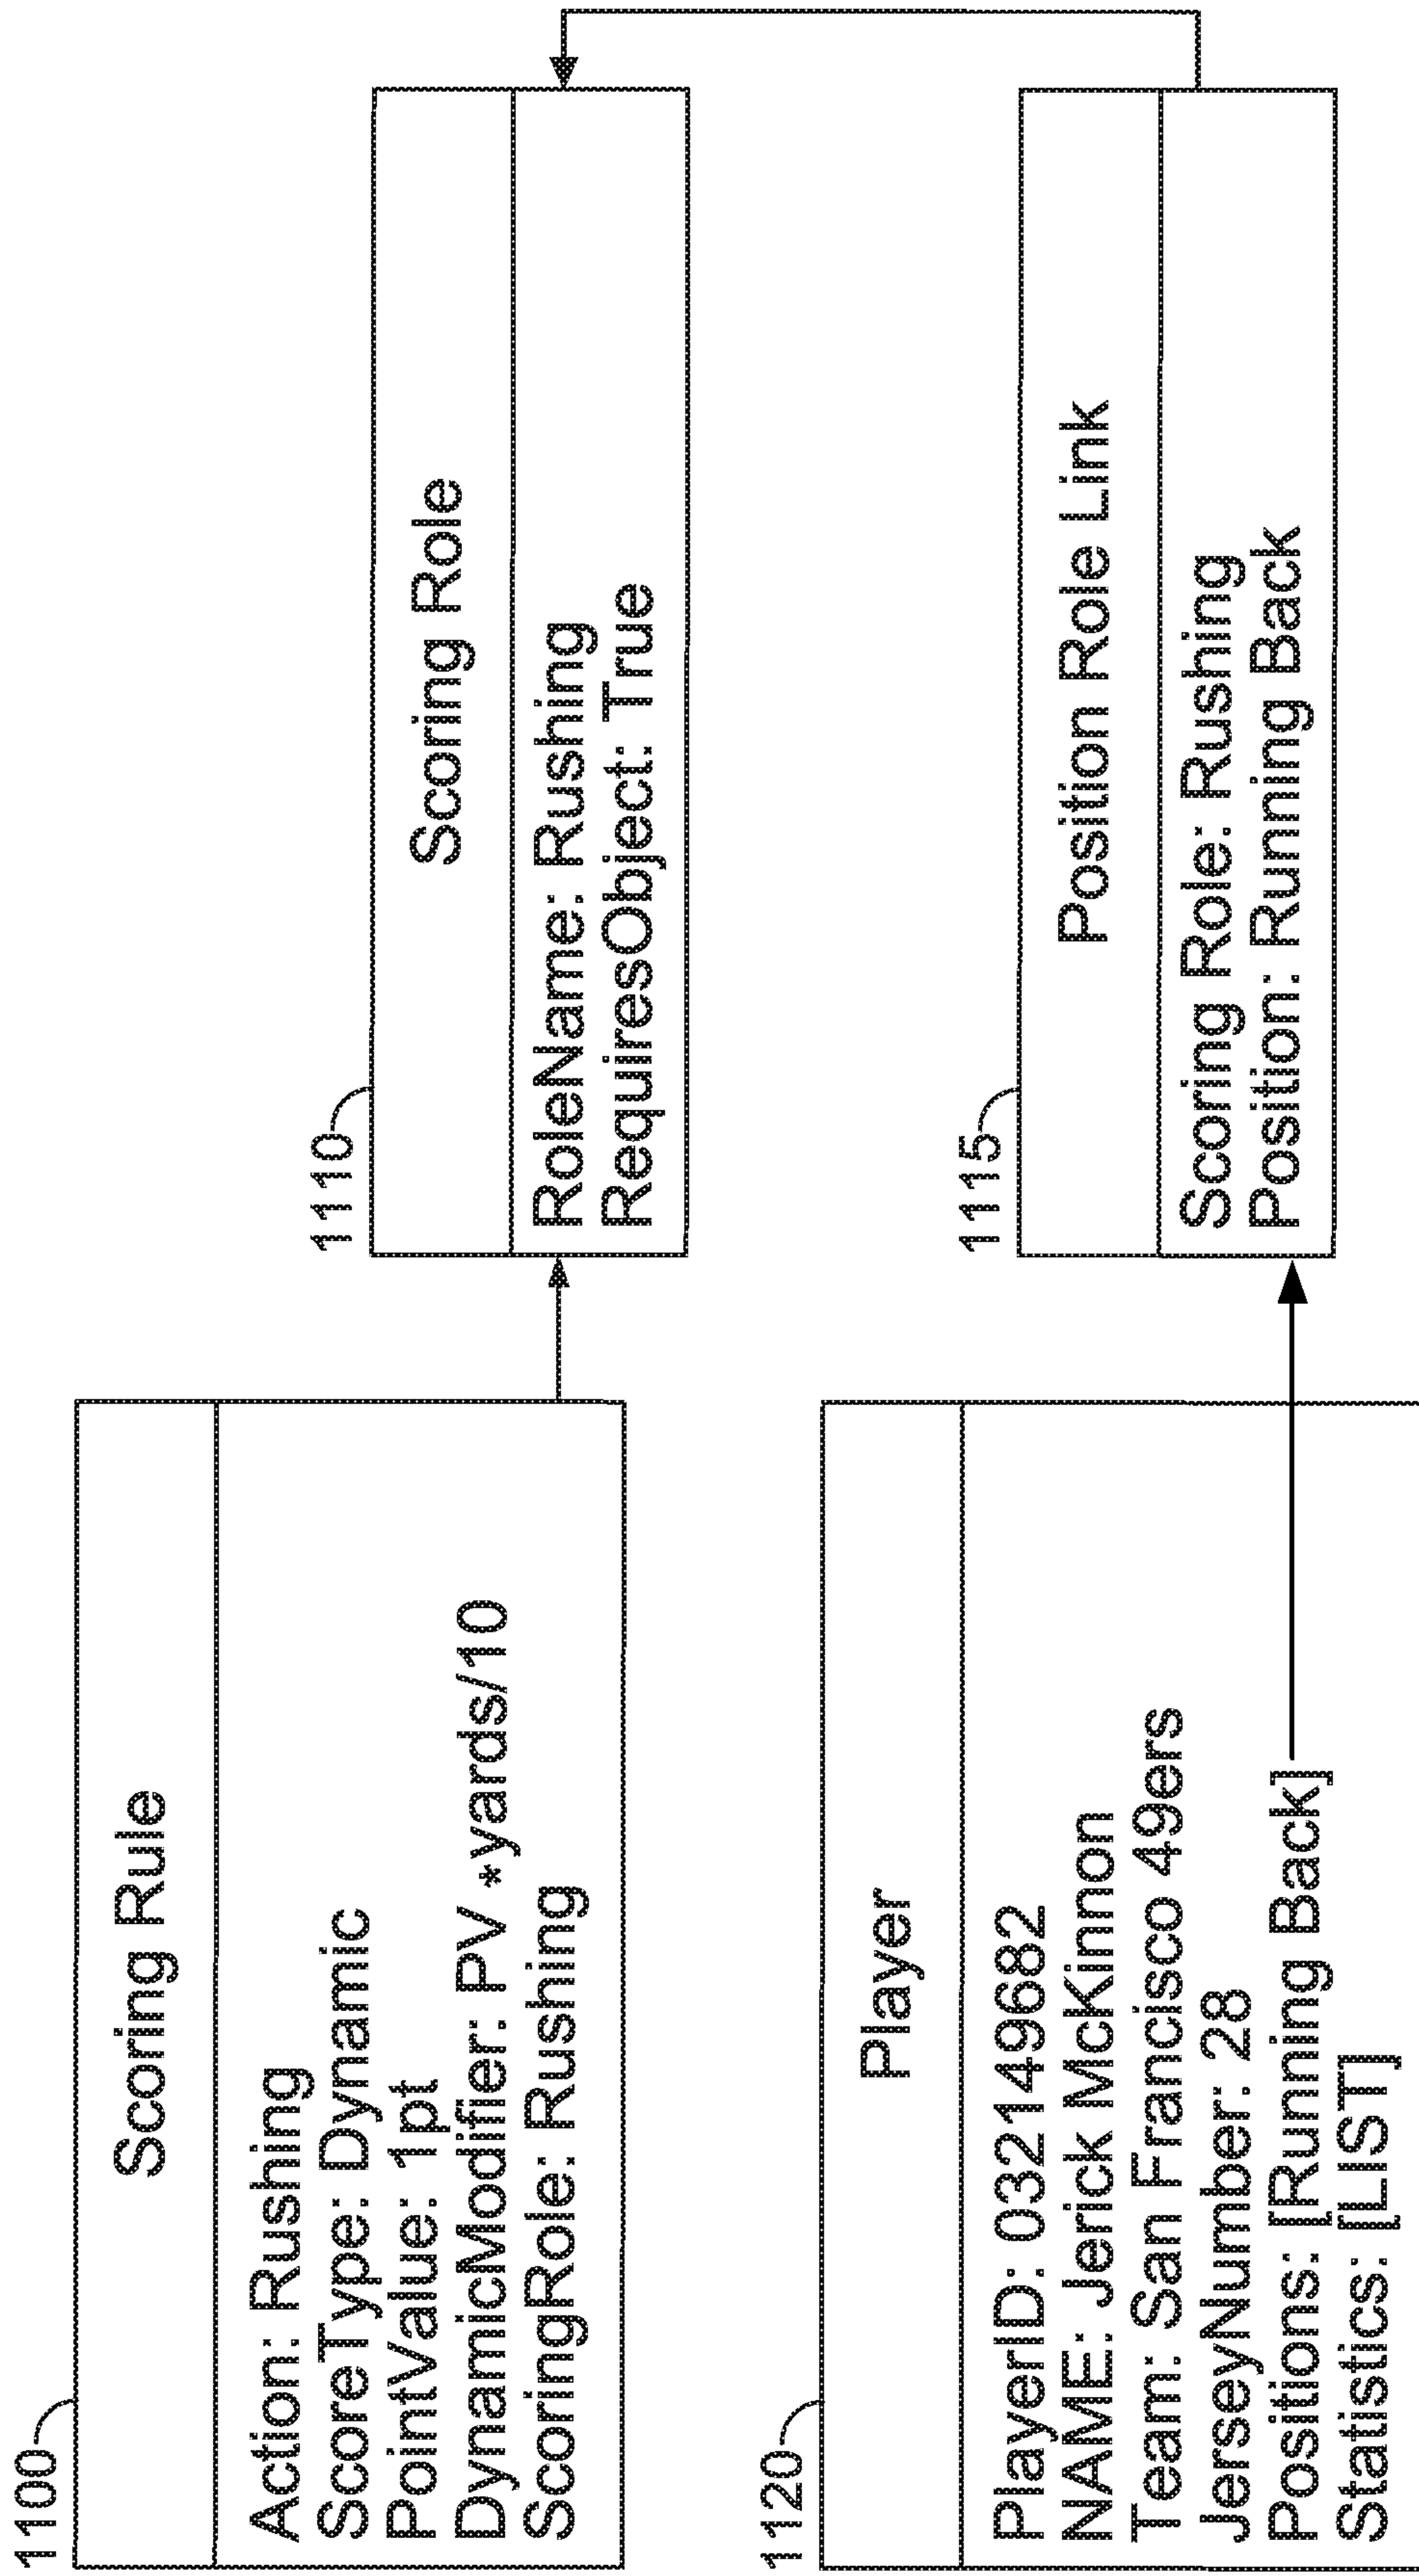 1100
Scoring Rule
Action: Rushing
ScoreType: Dynamic
PointValue: 1pt
DynamicModifier: PV *yards/10
ScoringRole: Rushing
1110
Scoring Role
RoleName: Rushing
RequiresObject: True
1120
Player
PlayerID: 032149682
NAME: Jerick McKinnon
Team: San Francisco 49ers
JerseyNumber: 28
Positions: [Running Back]
Statistics: [LIST]
1115
Position Role Link
Scoring Role: Rushing
Position: Running Back